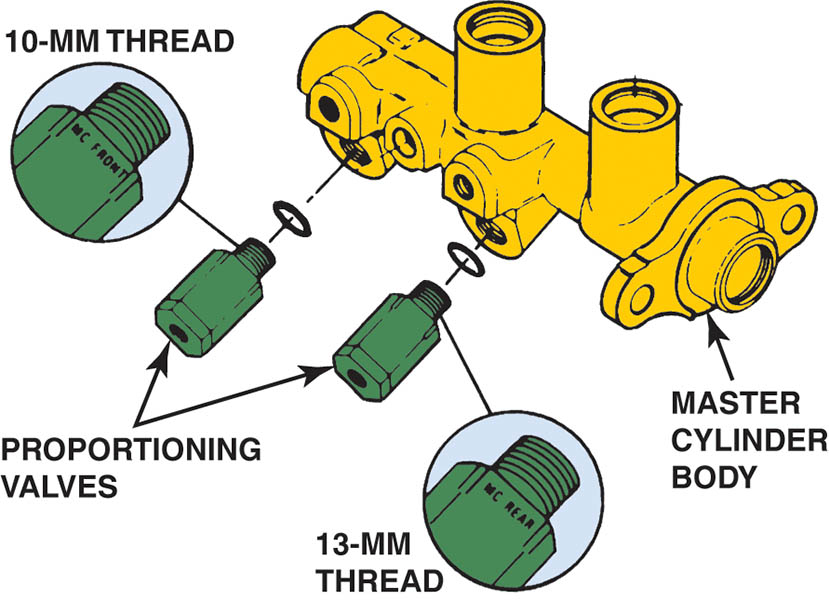 10-MM THREAD
MC FRONT
PROPORTIONING
VALVES
MASTER
CYLINDER
BODY
MC REAR
13-MM
THREAD